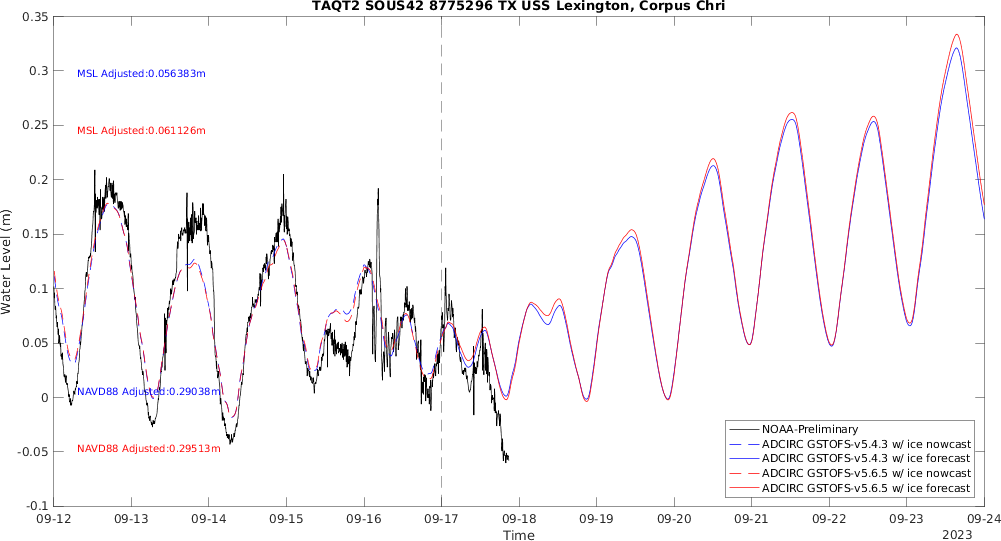 TAQT2 SOUS42 8775296 TX USS Lexington, Corpus Chri
0.35
0.3
0.25
0.2
0.15
0.1
0.05
0
-0.05
-0.1
Water Level (m)
MSL Adjusted:0.056383m
MSL Adjusted:0.061126m
NAVD88 Adjusted:0.29038m
NAVD88 Adjusted:0.29513m
NOAA-Preliminary
ADCIRC GSTOFS-v5.4.3 w/ ice nowcast
ADCIRC GSTOFS-v5.4.3 w/ ice forecast
ADCIRC GSTOFS-v5.6.5 w/ ice nowcast
ADCIRC GSTOFS-v5.6.5 w/ ice forecast
09-12 09-13 09-14 09-15 09-16 09-17 09-18 09-19 09-20 09-21 09-22 09-23 09-24
Time
2023